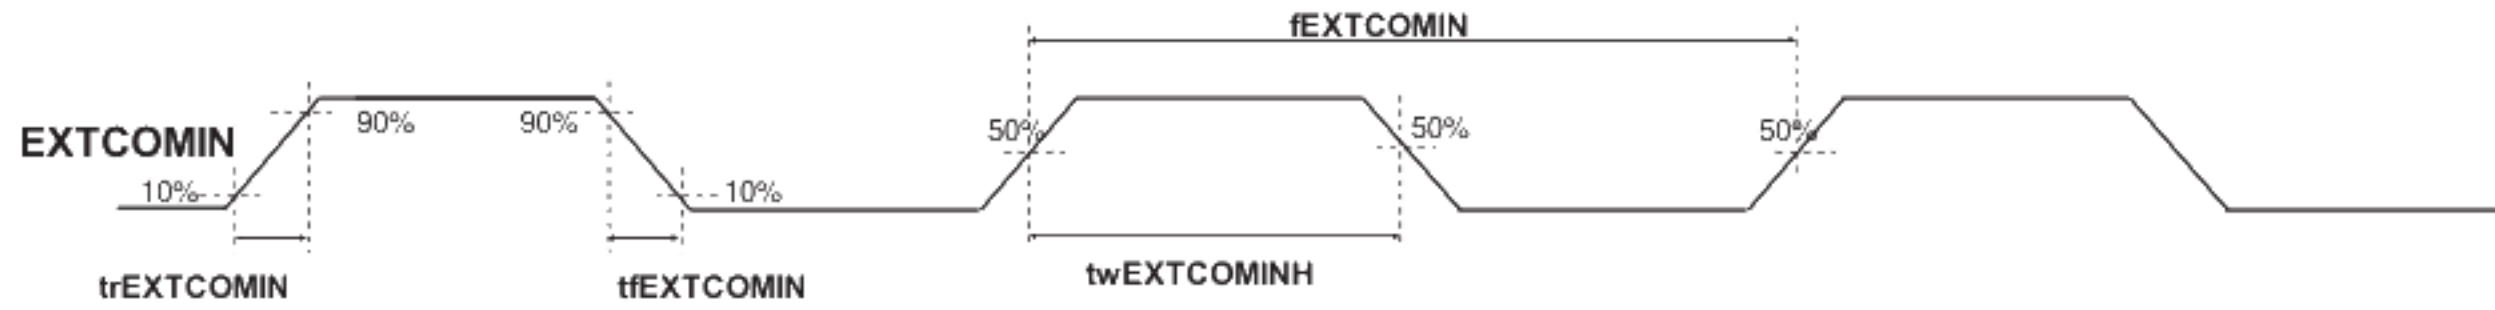 fEXTCOMIN
EXTCOMIN
90%
90%
50%
50%
50%
10%
10%
trEXTCOMIN
tfEXTCOMIN
twEXTCOMINH